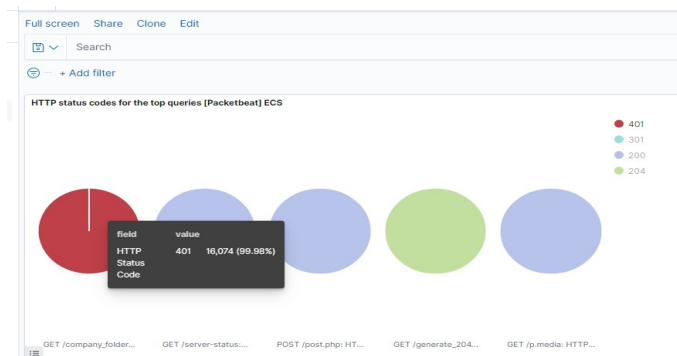 Full screen Share Clone Edit
Search
+ Add filter
HTTP status codes for the top queries [Packetbeat] ECS
401
301
200
204
field value
HTTP Status Code 401 16,074 (99.98%)
GET /company_folder... GET /server-status:... POST /post.php: HT... GET /generate_204... GET /p.media: HTTP...